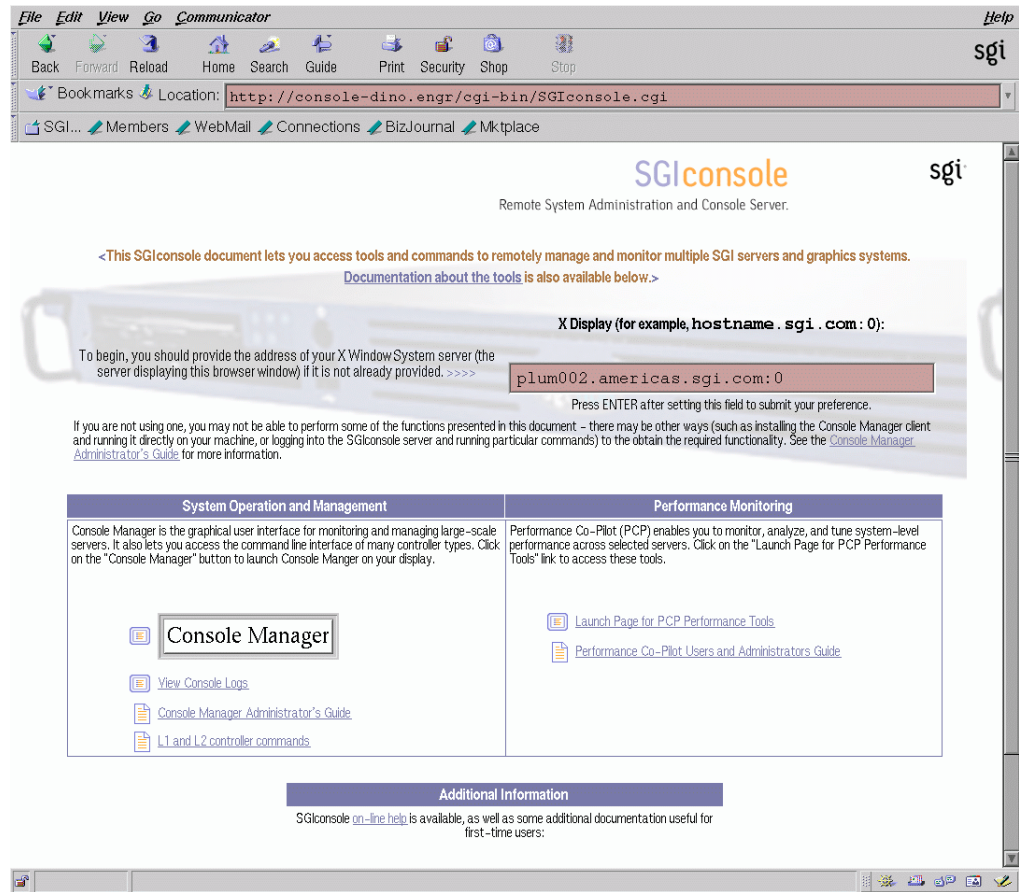 File Edit View Go Communicator Help
Back Forward Reload Home Search Guide Print Security Shop Stop
sgi
Bookmarks Location: http://console-dino.engr/cgi-bin/SGIconsole.cgi
SGI... Members WebMail Connections BizJournal Mktplace
SGIconsole
sgi
Remote System Administration and Console Server.
<This SGIconsole document lets you access tools and commands to remotely manage and monitor multiple SGI servers and graphics systems.
Documentation about the tools is also available below.>
X Display (for example, hostname.sgi.com:0):
To begin, you should provide the address of your X Window System server (the
server displaying this browser window) if it is not already provided. >>>>
plum002.americas.sgi.com:0
Press ENTER after setting this field to submit your preference.
If you are not using one, you may not be able to perform some of the functions presented in this document - there may be other ways (such as installing the Console Manager client
and running it directly on your machine, or logging into the SGIconsole server and running particular commands) to the obtain the required functionality. See the Console Manager
Administrator's Guide for more information.
System Operation and Management
Console Manager is the graphical user interface for monitoring and managing large-scale
servers. It also lets you access the command line interface of many controller types. Click
on the "Console Manager" button to launch Console Manger on your display.
Console Manager
View Console Logs
Console Manager Administrator's Guide
L1 and L2 controller commands
Performance Monitoring
Performance Co-Pilot (PCP) enables you to monitor, analyze, and tune system-level
performance across selected servers. Click on the "Launch Page for PCP Performance
Tools" link to access these tools.
Launch Page for PCP Performance Tools
Performance Co-Pilot Users and Administrators Guide
Additional Information
SGIconsole on-line help is available, as well as some additional documentation useful for
first-time users: